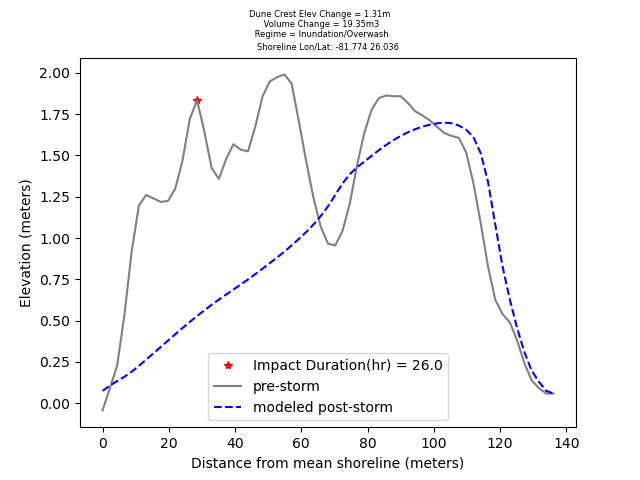 Dune Crest Elev Change = 1.31m
Volume Change = 19.35m3
Regime = Inundation/Overwash
Shoreline Lon/Lat: -81.774 26.036
2.00
1.75
1.50
1.25
1.00
0.75
0.50
0.25
0.00
Elevation (meters)
Impact Duration(hr) = 26.0
pre-storm
modeled post-storm
0 20 40 60 80 100 120 140
Distance from mean shoreline (meters)